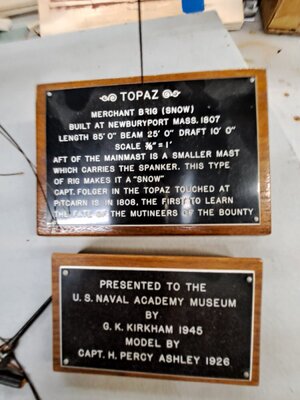 TOPAZ
MERCHANT BRIG (SNOW)
BUILT AT NEWBURYPORT MASS. 1807
LENGTH 85' 0" BEAM 25' 0" DRAFT 10' 0"
SCALE ⅜" = 1'
AFT OF THE MAINMAST IS A SMALLER MAST
WHICH CARRIES THE SPANKER. THIS TYPE
OF RIG MAKES IT A "SNOW"
CAPT. FOLGER IN THE TOPAZ TOUCHED AT
PITCAIRN IS. IN 1808, THE FIRST TO LEARN
THE FATE OF THE MUTINEERS OF THE BOUNTY
PRESENTED TO THE
U. S. NAVAL ACADEMY MUSEUM
BY
G. K. KIRKHAM 1945
MODEL BY
CAPT. H. PERCY ASHLEY 1926